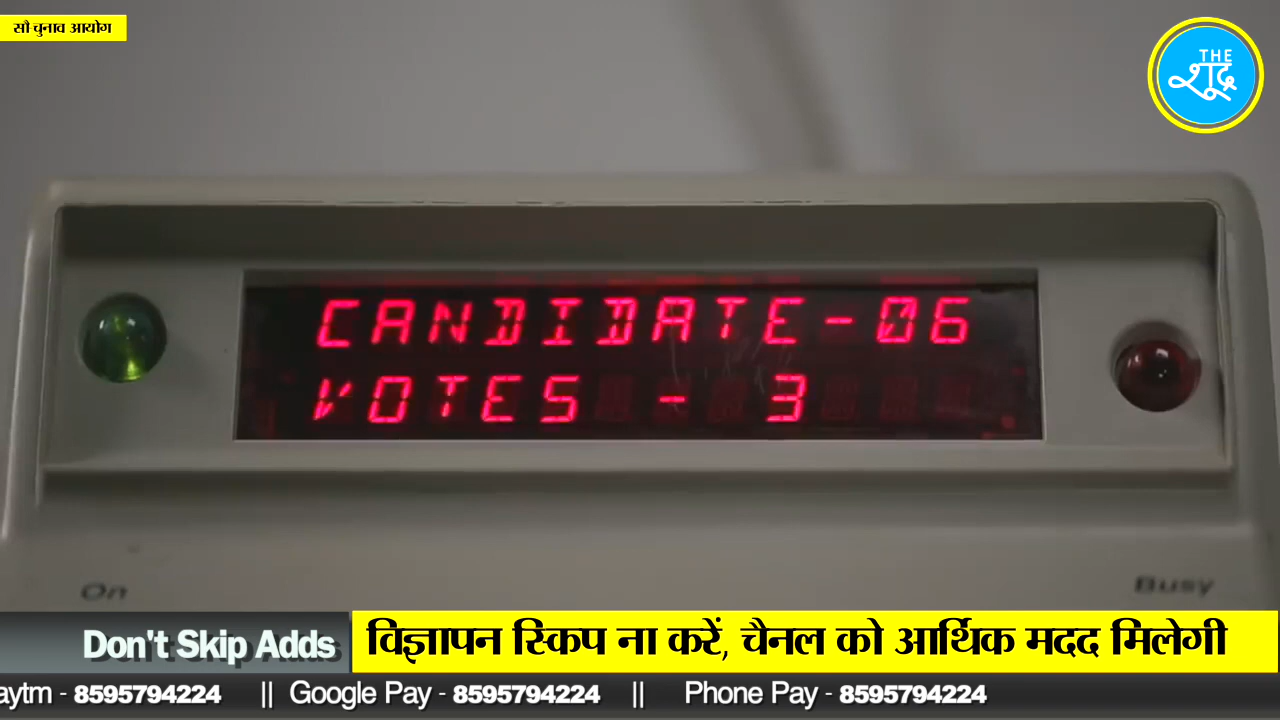 सौ चुनाव आयोग
THE
शूद्र
CANDIDATE-06
VOTES - 3
On
Busy
Don't Skip Adds
विज्ञापन स्किप ना करें, चैनल को आर्थिक मदद मिलेगी
aytm - 8595794224 || Google Pay - 8595794224 || Phone Pay - 8595794224